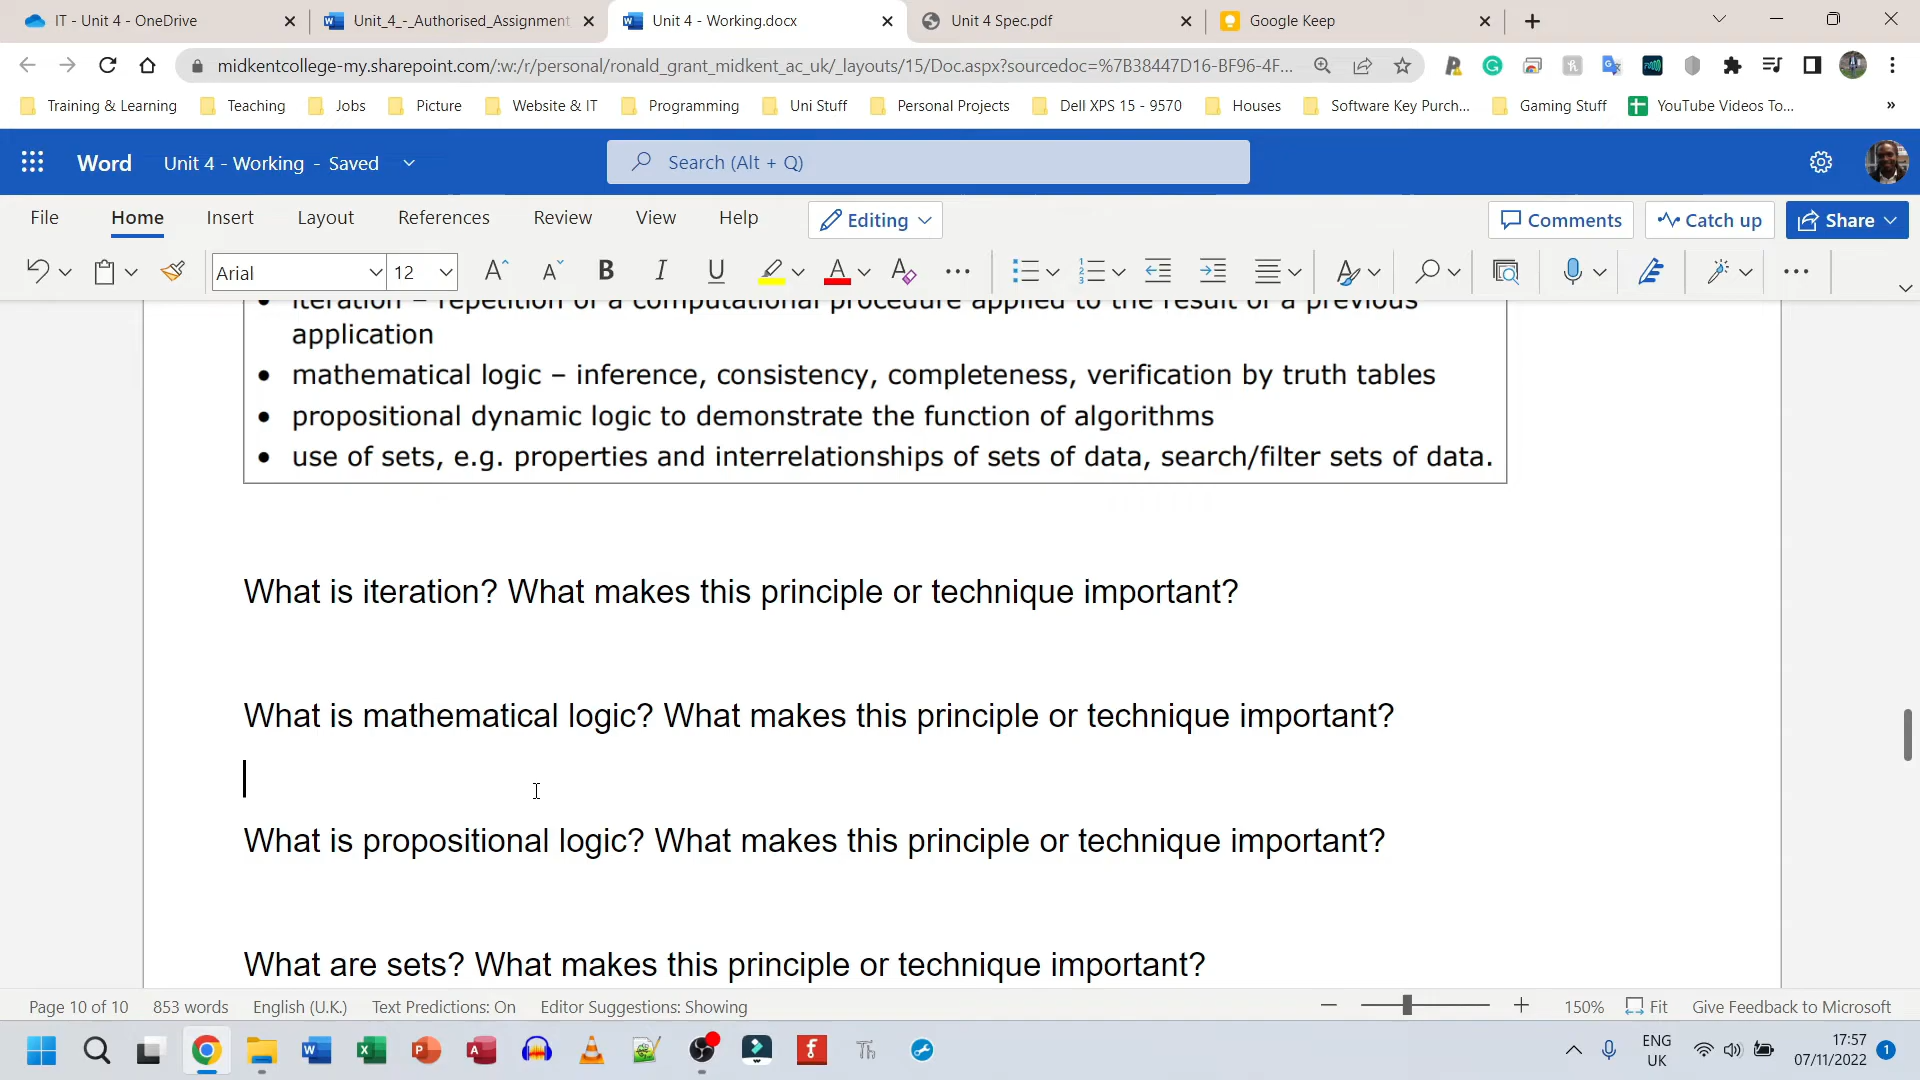 IT - Unit 4 - OneDrive
Unit_4_-_Authorised_Assignment
Unit 4 - Working.docx
Unit 4 Spec.pdf
Google Keep
midkentcollege-my.sharepoint.com/:w:/r/personal/ronald_grant_midkent_ac_uk/_layouts/15/Doc.aspx?sourcedoc=%7B38447D16-BF96-4F...
Training & Learning
Teaching
Jobs
Picture
Website & IT
Programming
Uni Stuff
Personal Projects
Dell XPS 15 - 9570
Houses
Software Key Purch...
Gaming Stuff
YouTube Videos To...
»
Word
Unit 4 - Working - Saved
Search (Alt + Q)
File
Home
Insert
Layout
References
Review
View
Help
Editing
Comments
Catch up
Share
Arial
12
iteration – repetition of a computational procedure applied to the result of a previous
application
• mathematical logic – inference, consistency, completeness, verification by truth tables
• propositional dynamic logic to demonstrate the function of algorithms
• use of sets, e.g. properties and interrelationships of sets of data, search/filter sets of data.
What is iteration? What makes this principle or technique important?
What is mathematical logic? What makes this principle or technique important?
What is propositional logic? What makes this principle or technique important?
What are sets? What makes this principle or technique important?
Page 10 of 10
853 words
English (U.K.)
Text Predictions: On
Editor Suggestions: Showing
150%
Fit
Give Feedback to Microsoft
ENG
UK
17:57
07/11/2022
1